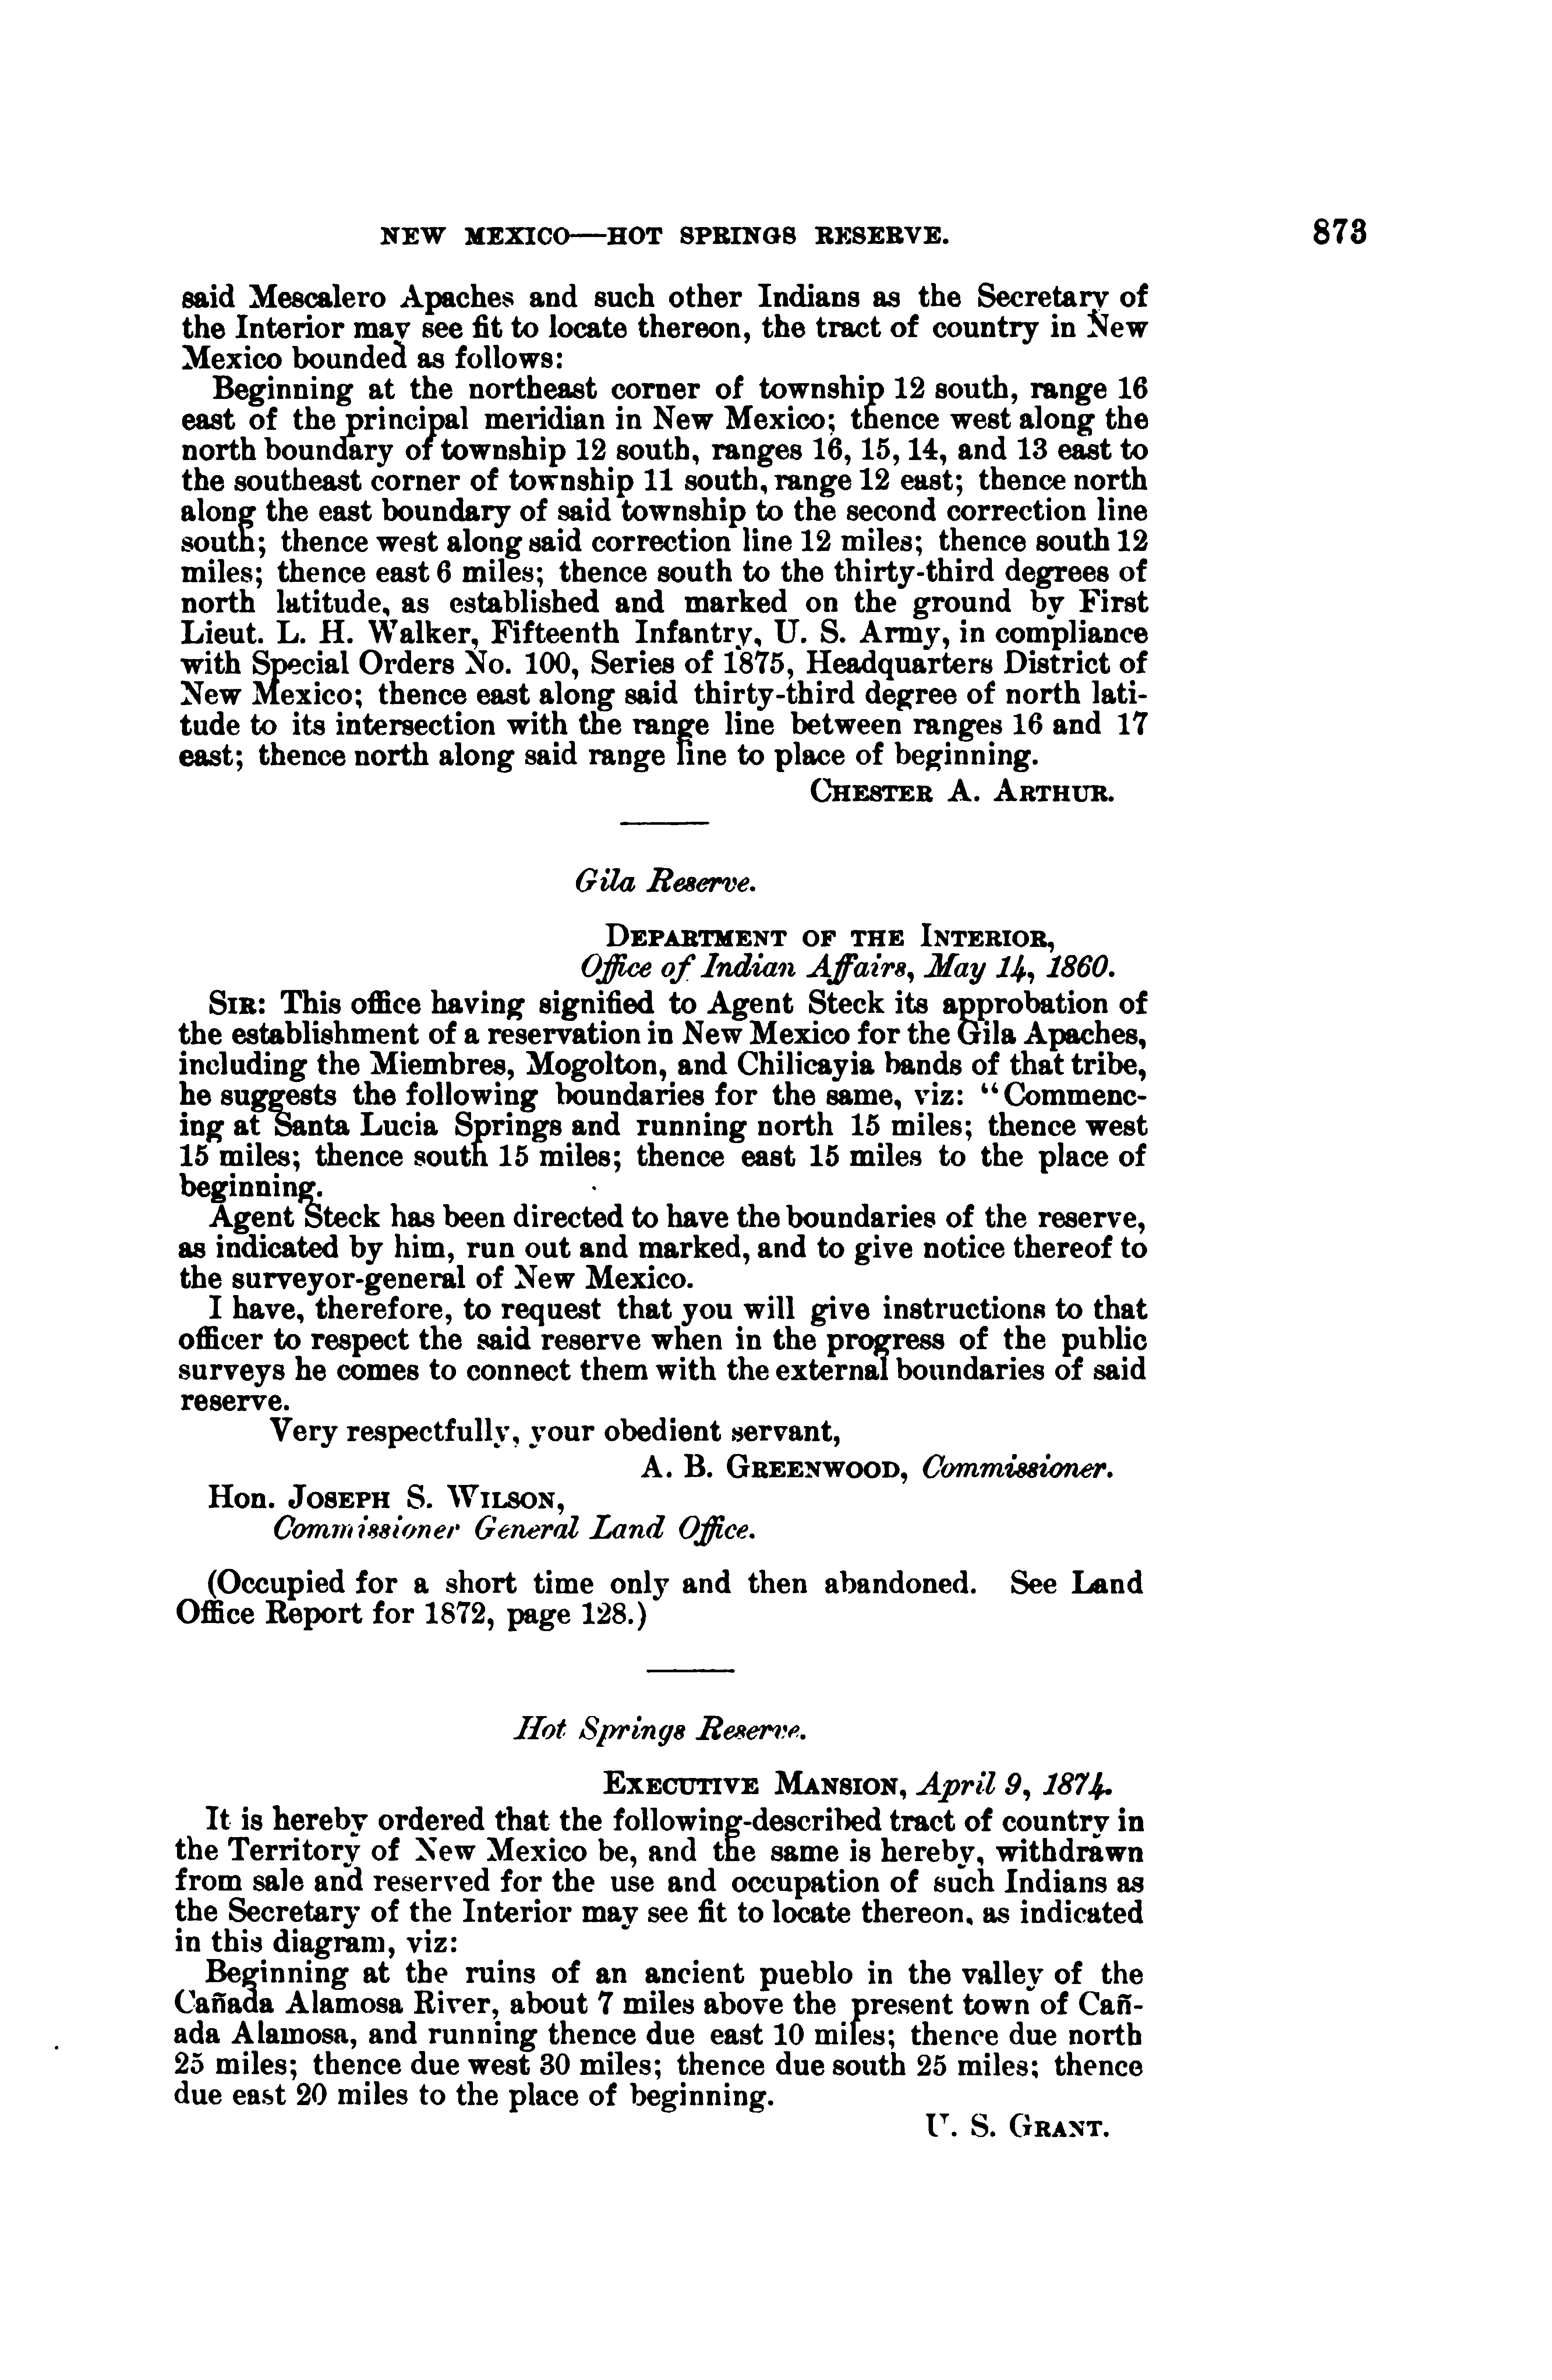 NEW MEXICO—HOT SPRINGS RESERVE. 873
said Mescalero Apaches and such other Indians as the Secretary of
the Interior may see fit to locate thereon, the tract of country in New
Mexico bounded as follows:
Beginning at the northeast corner of township 12 south, range 16
east of the principal meridian in New Mexico; thence west along the
north boundary of township 12 south, ranges 16, 15, 14, and 13 east to
the southeast corner of township 11 south, range 12 east; thence north
along the east boundary of said township to the second correction line
south; thence west along said correction line 12 miles; thence south 12
miles; thence east 6 miles; thence south to the thirty-third degrees of
north latitude, as established and marked on the ground by First
Lieut. L. H. Walker, Fifteenth Infantry, U. S. Army, in compliance
with Special Orders No. 100, Series of 1875, Headquarters District of
New Mexico; thence east along said thirty-third degree of north lati-
tude to its intersection with the range line between ranges 16 and 17
east; thence north along said range line to place of beginning.
CHESTER A. ARTHUR.
Gila Reserve.
DEPARTMENT OF THE INTERIOR,
Office of Indian Affairs, May 14, 1860.
SIR: This office having signified to Agent Steck its approbation of
the establishment of a reservation in New Mexico for the Gila Apaches,
including the Miembres, Mogolton, and Chilicayia bands of that tribe,
he suggests the following boundaries for the same, viz: "Commenc-
ing at Santa Lucia Springs and running north 15 miles; thence west
15 miles; thence south 15 miles; thence east 15 miles to the place of
beginning.
Agent Steck has been directed to have the boundaries of the reserve,
as indicated by him, run out and marked, and to give notice thereof to
the surveyor-general of New Mexico.
I have, therefore, to request that you will give instructions to that
officer to respect the said reserve when in the progress of the public
surveys he comes to connect them with the external boundaries of said
reserve.
Very respectfully, your obedient servant,
A. B. GREENWOOD, Commissioner.
Hon. JOSEPH S. WILSON,
Commissioner General Land Office.
(Occupied for a short time only and then abandoned. See Land
Office Report for 1872, page 128.)
Hot Springs Reserve.
EXECUTIVE MANSION, April 9, 1874.
It is hereby ordered that the following-described tract of country in
the Territory of New Mexico be, and the same is hereby, withdrawn
from sale and reserved for the use and occupation of such Indians as
the Secretary of the Interior may see fit to locate thereon, as indicated
in this diagram, viz:
Beginning at the ruins of an ancient pueblo in the valley of the
Cañada Alamosa River, about 7 miles above the present town of Cañ-
ada Alamosa, and running thence due east 10 miles; thence due north
25 miles; thence due west 30 miles; thence due south 25 miles; thence
due east 20 miles to the place of beginning.
U. S. GRANT.